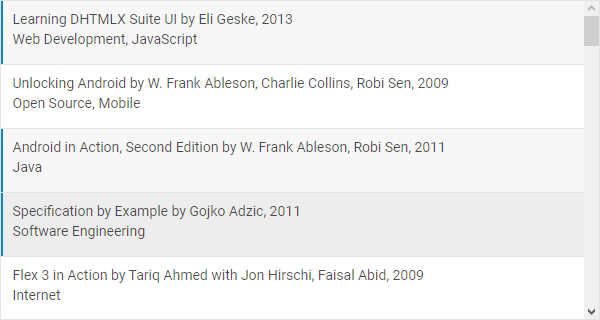 Learning DHTMLX Suite UI by Eli Geske, 2013
Web Development, JavaScript
Unlocking Android by W. Frank Ableson, Charlie Collins, Robi Sen, 2009
Open Source, Mobile
Android in Action, Second Edition by W. Frank Ableson, Robi Sen, 2011
Java
Specification by Example by Gojko Adzic, 2011
Software Engineering
Flex 3 in Action by Tariq Ahmed with Jon Hirschi, Faisal Abid, 2009
Internet